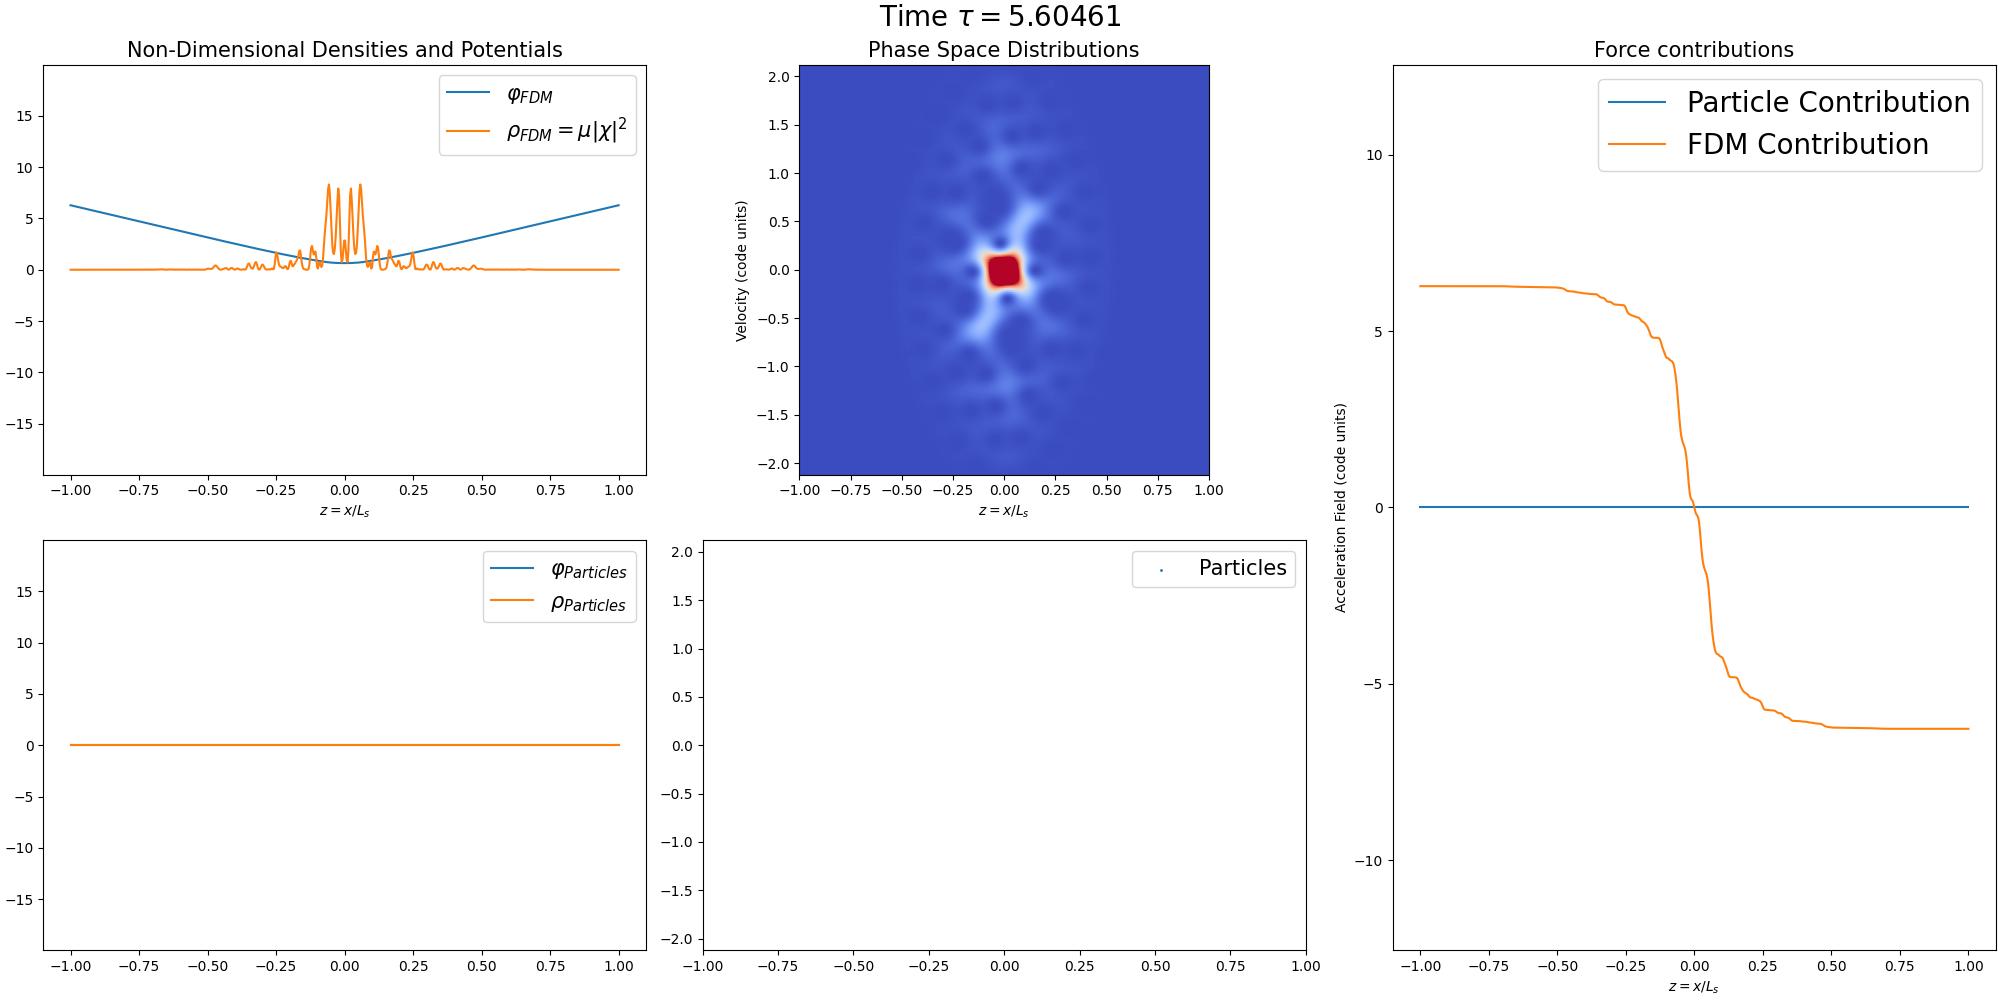 Time τ = 5.60461
Non-Dimensional Densities and Potentials
φ_FDM
ρ_FDM = μ|χ|²
15
10
5
0
−5
−10
−15
−1.00 −0.75 −0.50 −0.25 0.00 0.25 0.50 0.75 1.00
z = x/L_s
Phase Space Distributions
Velocity (code units)
2.0
1.5
1.0
0.5
0.0
−0.5
−1.0
−1.5
−2.0
−1.00 −0.75 −0.50 −0.25 0.00 0.25 0.50 0.75 1.00
z = x/L_s
Force contributions
Particle Contribution
FDM Contribution
Acceleration Field (code units)
10
5
0
−5
−10
−1.00 −0.75 −0.50 −0.25 0.00 0.25 0.50 0.75 1.00
z = x/L_s
φ_Particles
ρ_Particles
15
10
5
0
−5
−10
−15
−1.00 −0.75 −0.50 −0.25 0.00 0.25 0.50 0.75 1.00
Particles
2.0
1.5
1.0
0.5
0.0
−0.5
−1.0
−1.5
−2.0
−1.00 −0.75 −0.50 −0.25 0.00 0.25 0.50 0.75 1.00